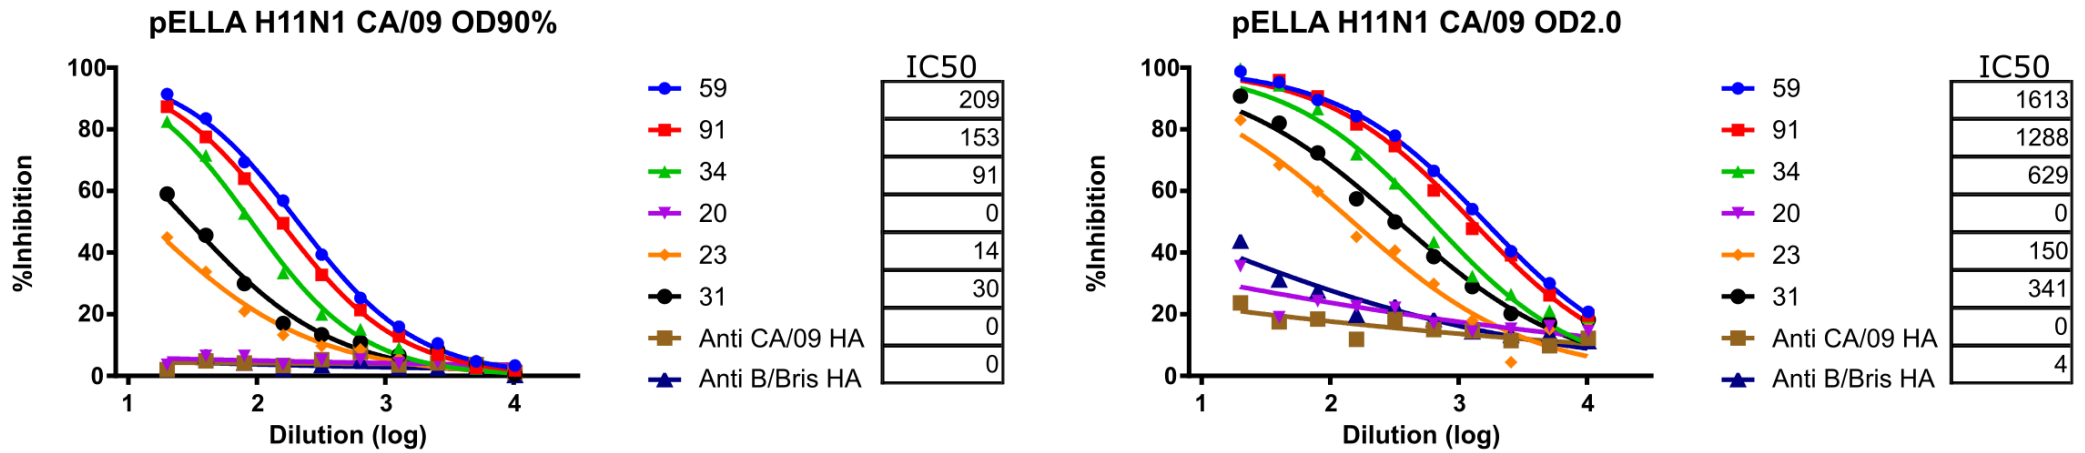 pELLA H11N1 CA/09 OD90%
IC50
100
80
60
40
20
0
%Inhibition
1 2 3 4
Dilution (log)
59 209
91 153
34 91
20 0
23 14
31 30
Anti CA/09 HA 0
Anti B/Bris HA 0
pELLA H11N1 CA/09 OD2.0
IC50
100
80
60
40
20
0
%Inhibition
1 2 3 4
Dilution (log)
59 1613
91 1288
34 629
20 0
23 150
31 341
Anti CA/09 HA 0
Anti B/Bris HA 4